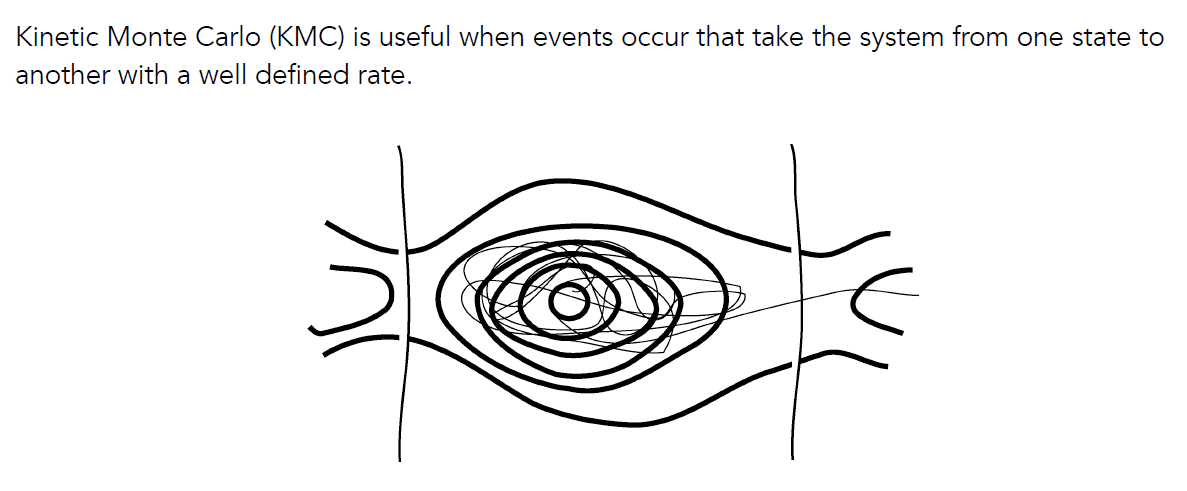 Kinetic Monte Carlo (KMC) is useful when events occur that take the system from one state to
another with a well defined rate.